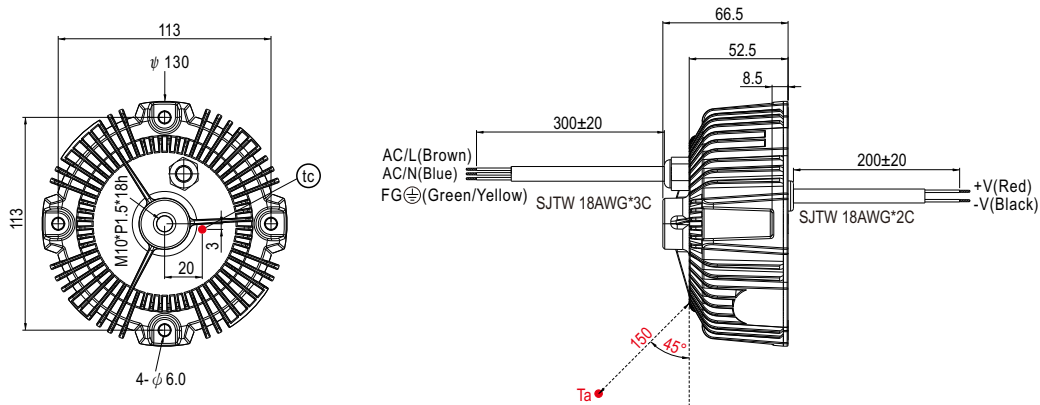 113
ψ 130
113
M10*P1.5*18h
tc
3
20
4- ϕ 6.0
66.5
52.5
8.5
300±20
AC/L(Brown)
AC/N(Blue)
FG⏚(Green/Yellow)
SJTW 18AWG*3C
200±20
+V(Red)
-V(Black)
SJTW 18AWG*2C
150
45°
Ta